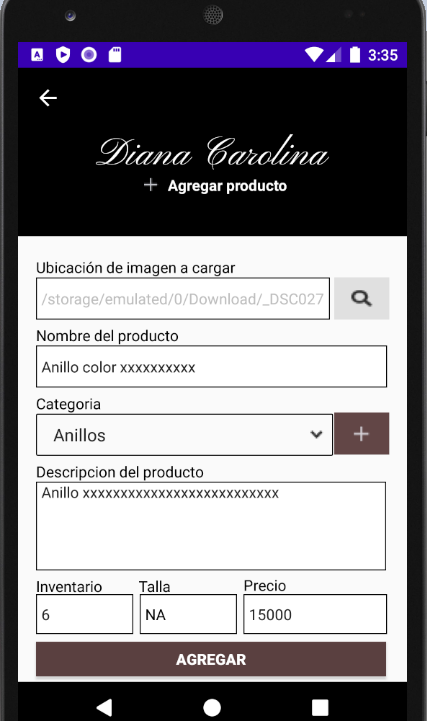 3:35
Diana Carolina
+ Agregar producto
Ubicación de imagen a cargar
/storage/emulated/0/Download/_DSC027
Nombre del producto
Anillo color xxxxxxxxxx
Categoria
Anillos
+
Descripcion del producto
Anillo xxxxxxxxxxxxxxxxxxxxxxxxxx
Inventario Talla Precio
6 NA 15000
AGREGAR